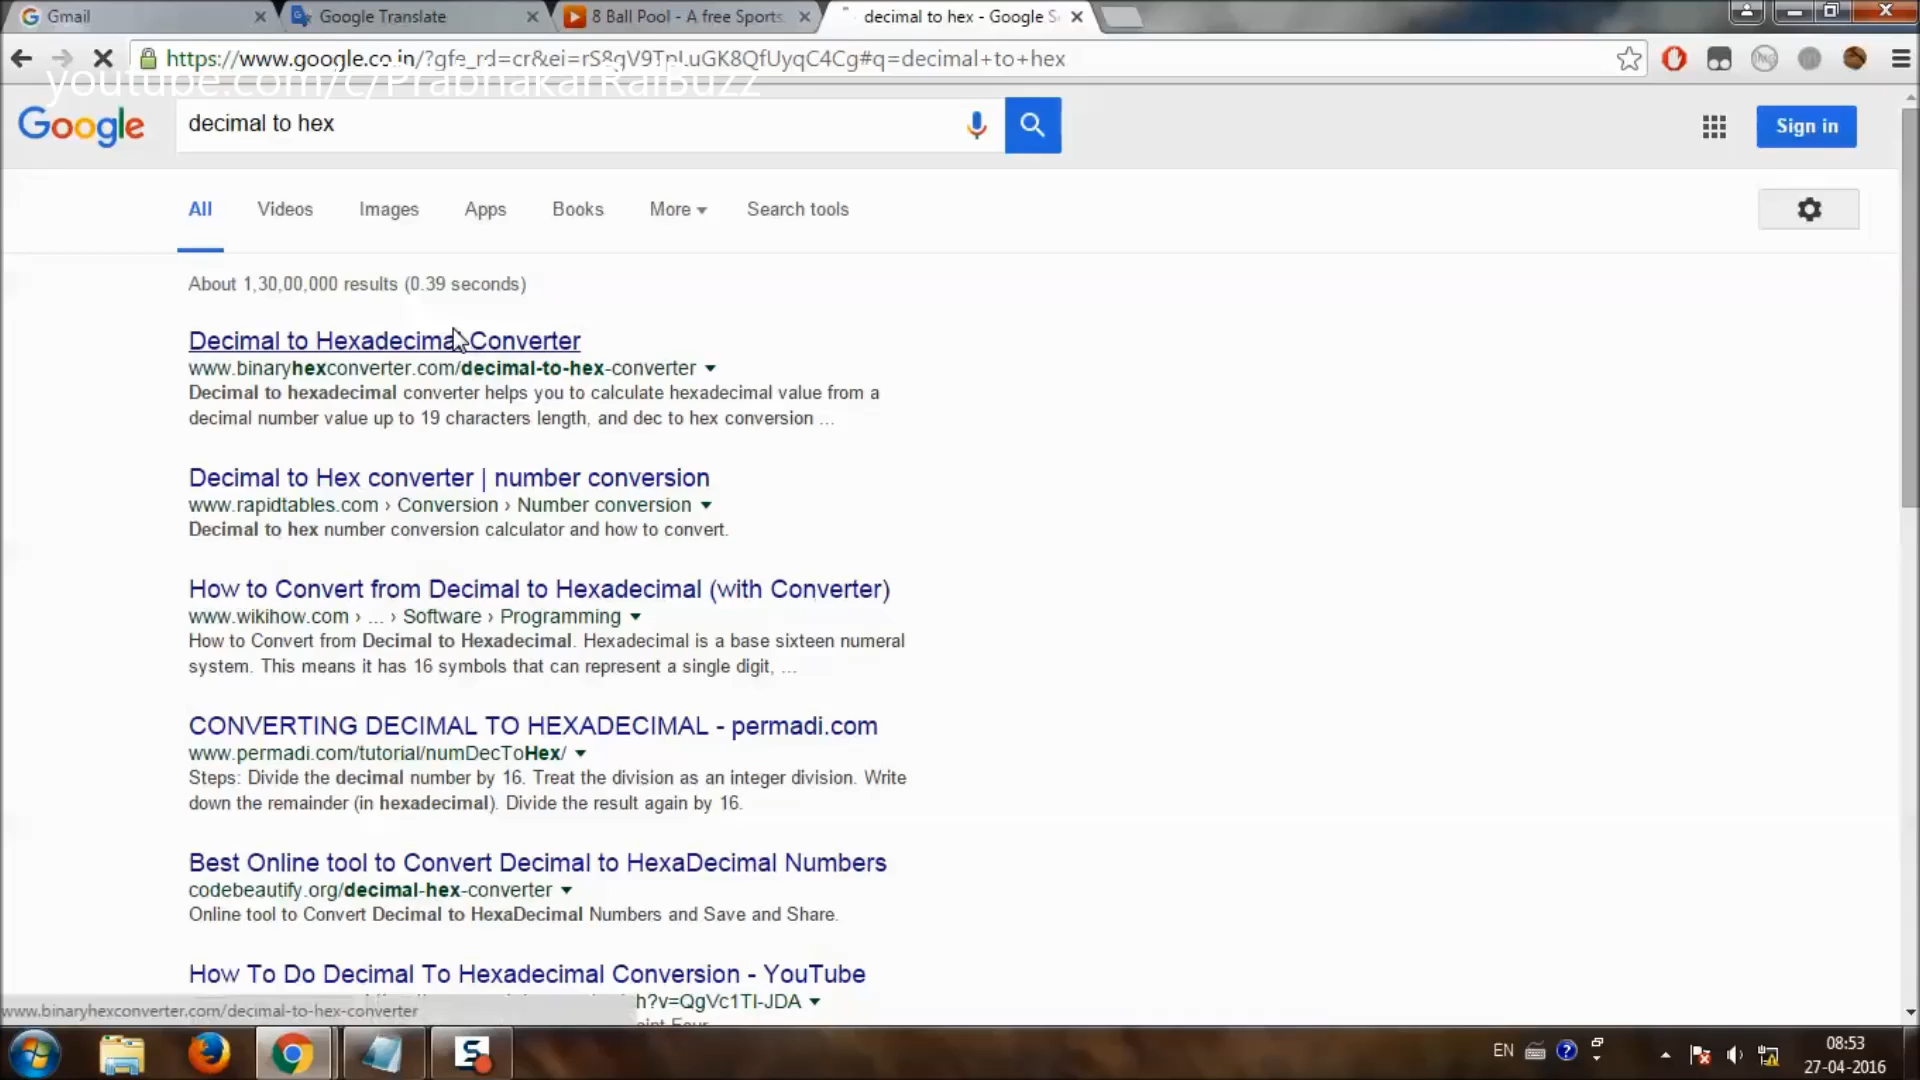 Gmail
Google Translate
8 Ball Pool - A free Sports
decimal to hex - Google S
https://www.google.co.in/?gfe_rd=cr&ei=rS8gV9TpLuGK8QfUyqC4Cg#q=decimal+to+hex
youtube.com/c/PrabhakarRaiBuzz
Google
decimal to hex
Sign in
All
Videos
Images
Apps
Books
More
Search tools
About 1,30,00,000 results (0.39 seconds)
Decimal to Hexadecimal Converter
www.binaryhexconverter.com/decimal-to-hex-converter
Decimal to hexadecimal converter helps you to calculate hexadecimal value from a
decimal number value up to 19 characters length, and dec to hex conversion ...
Decimal to Hex converter | number conversion
www.rapidtables.com › Conversion › Number conversion
Decimal to hex number conversion calculator and how to convert.
How to Convert from Decimal to Hexadecimal (with Converter)
www.wikihow.com › ... › Software › Programming
How to Convert from Decimal to Hexadecimal. Hexadecimal is a base sixteen numeral
system. This means it has 16 symbols that can represent a single digit, ...
CONVERTING DECIMAL TO HEXADECIMAL - permadi.com
www.permadi.com/tutorial/numDecToHex/
Steps: Divide the decimal number by 16. Treat the division as an integer division. Write
down the remainder (in hexadecimal). Divide the result again by 16.
Best Online tool to Convert Decimal to HexaDecimal Numbers
codebeautify.org/decimal-hex-converter
Online tool to Convert Decimal to HexaDecimal Numbers and Save and Share.
How To Do Decimal To Hexadecimal Conversion - YouTube
h?v=QgVc1TI-JDA
www.binaryhexconverter.com/decimal-to-hex-converter
EN
08:53
27-04-2016